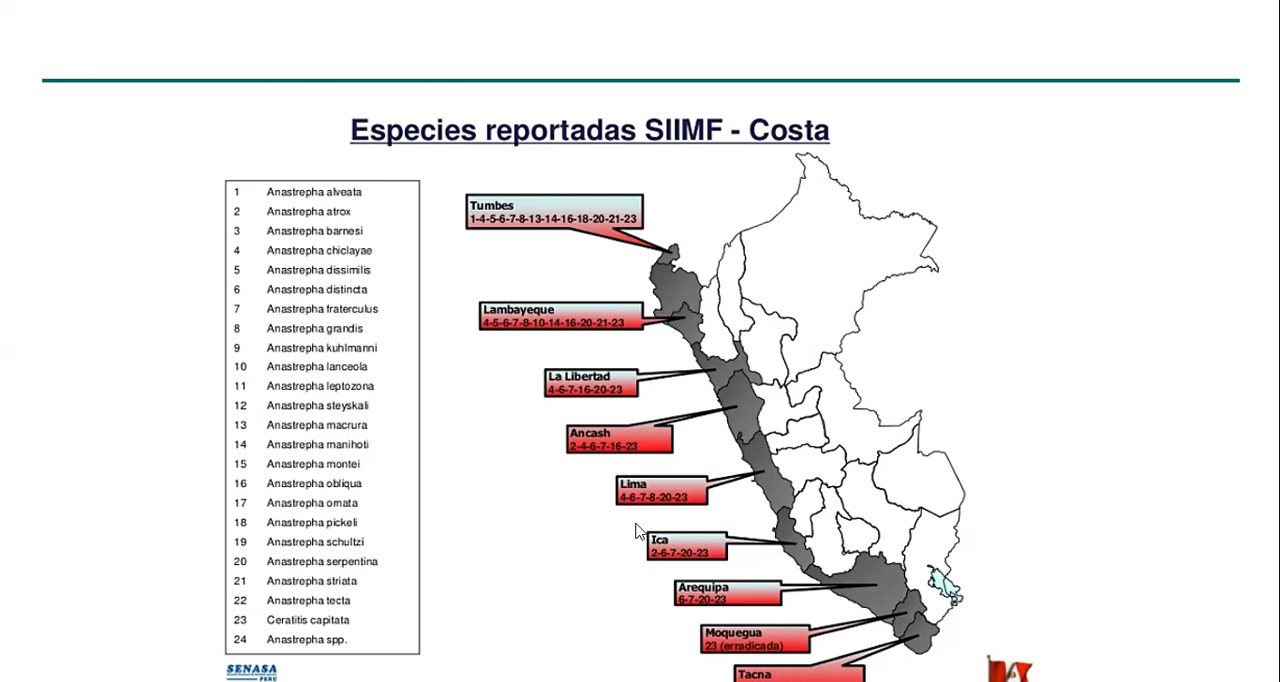 Especies reportadas SIIMF - Costa
1 Anastrepha alveata
2 Anastrepha atrox
3 Anastrepha barnesi
4 Anastrepha chiclayae
5 Anastrepha dissimilis
6 Anastrepha distincta
7 Anastrepha fraterculus
8 Anastrepha grandis
9 Anastrepha kuhlmanni
10 Anastrepha lanceola
11 Anastrepha leptozona
12 Anastrepha steyskali
13 Anastrepha macrura
14 Anastrepha manihoti
15 Anastrepha montei
16 Anastrepha obliqua
17 Anastrepha ornata
18 Anastrepha pickeli
19 Anastrepha schultzi
20 Anastrepha serpentina
21 Anastrepha striata
22 Anastrepha tecta
23 Ceratitis capitata
24 Anastrepha spp.
Tumbes
1-4-5-6-7-8-13-14-16-18-20-21-23
Lambayeque
4-5-6-7-8-10-14-16-20-21-23
La Libertad
4-6-7-16-20-23
Ancash
2-4-6-7-16-23
Lima
4-6-7-8-20-23
Ica
2-6-7-20-23
Arequipa
6-7-20-23
Moquegua
23 (erradicada)
Tacna
SENASA
PERU